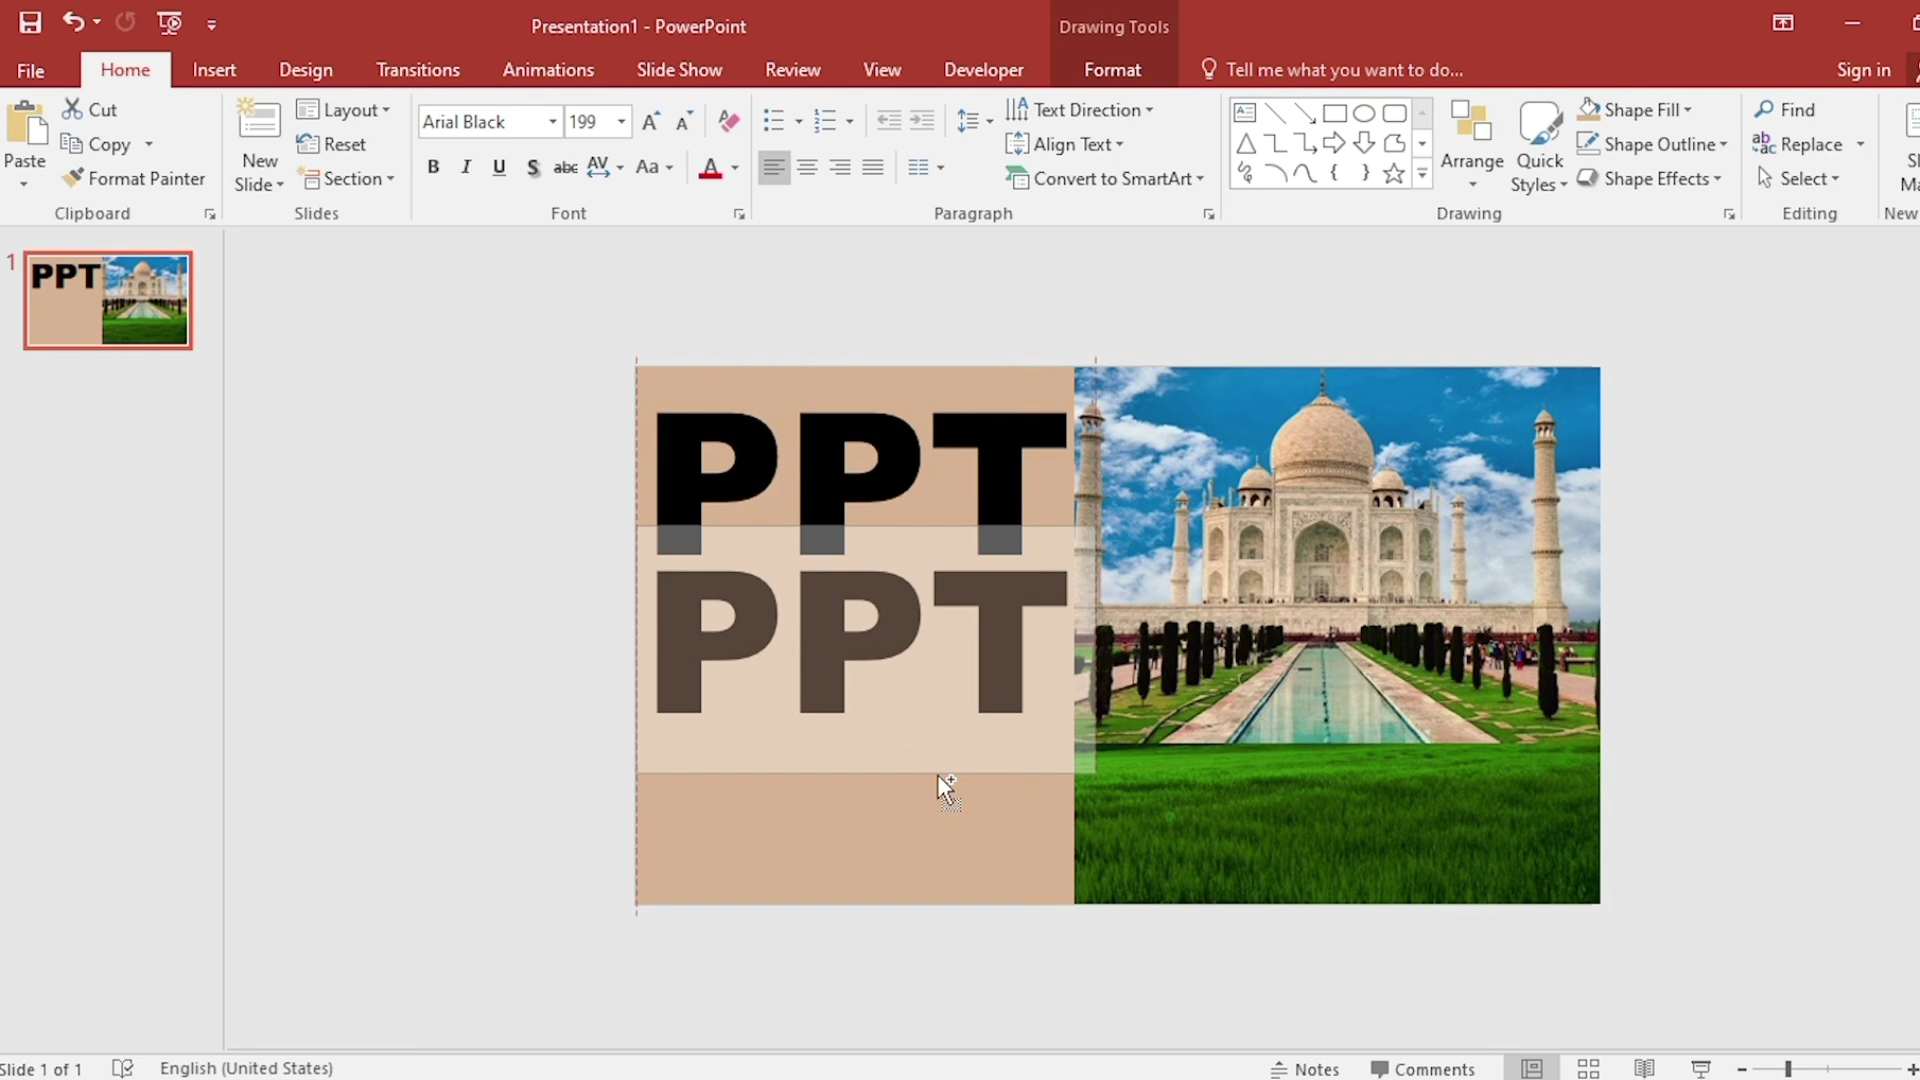 Presentation1 - PowerPoint
Drawing Tools
File
Home
Insert
Design
Transitions
Animations
Slide Show
Review
View
Developer
Format
Tell me what you want to do...
Sign in
Paste
Cut
Copy
Format Painter
Clipboard
New
Slide
Layout
Reset
Section
Slides
Arial Black
199
B I U S abc AV Aa A
Font
Text Direction
Align Text
Convert to SmartArt
Paragraph
Arrange
Quick
Styles
Shape Fill
Shape Outline
Shape Effects
Drawing
Find
Replace
Select
Editing
New
1
PPT
PPT
PPT
Slide 1 of 1
English (United States)
Notes
Comments